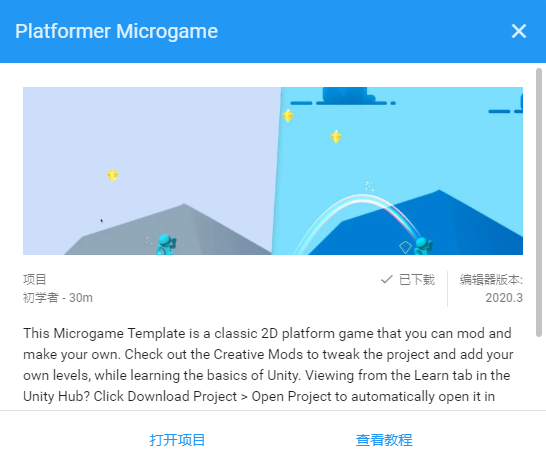 Platformer Microgame
项目
已下载
编辑器版本:
初学者 - 30m
2020.3
This Microgame Template is a classic 2D platform game that you can mod and
make your own. Check out the Creative Mods to tweak the project and add your
own levels, while learning the basics of Unity. Viewing from the Learn tab in the
Unity Hub? Click Download Project > Open Project to automatically open it in
打开项目
查看教程